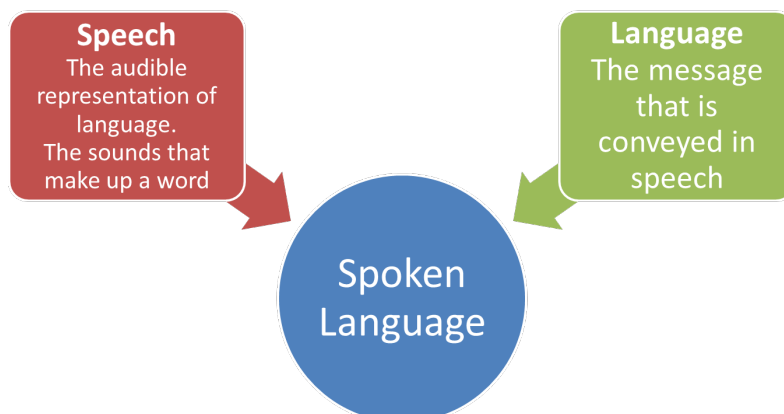 Speech
The audible
representation of
language.
The sounds that
make up a word
Language
The message
that is
conveyed in
speech
Spoken
Language